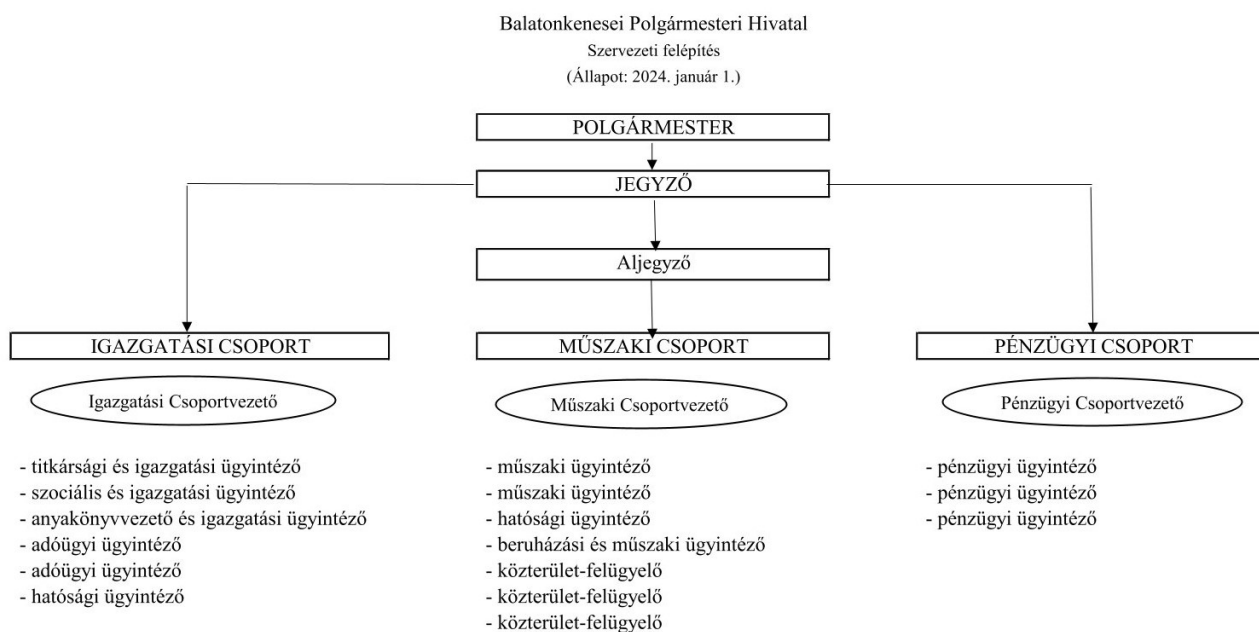 Balatonkenesei Polgármesteri Hivatal
Szervezeti felépítés
(Állapot: 2024. január 1.)
POLGÁRMESTER
JEGYZŐ
Aljegyző
IGAZGATÁSI CSOPORT
Igazgatási Csoportvezető
- titkársági és igazgatási ügyintéző
- szociális és igazgatási ügyintéző
- anyakönyvvezető és igazgatási ügyintéző
- adóügyi ügyintéző
- adóügyi ügyintéző
- hatósági ügyintéző
MŰSZAKI CSOPORT
Műszaki Csoportvezető
- műszaki ügyintéző
- műszaki ügyintéző
- hatósági ügyintéző
- beruházási és műszaki ügyintéző
- közterület-felügyelő
- közterület-felügyelő
- közterület-felügyelő
PÉNZÜGYI CSOPORT
Pénzügyi Csoportvezető
- pénzügyi ügyintéző
- pénzügyi ügyintéző
- pénzügyi ügyintéző